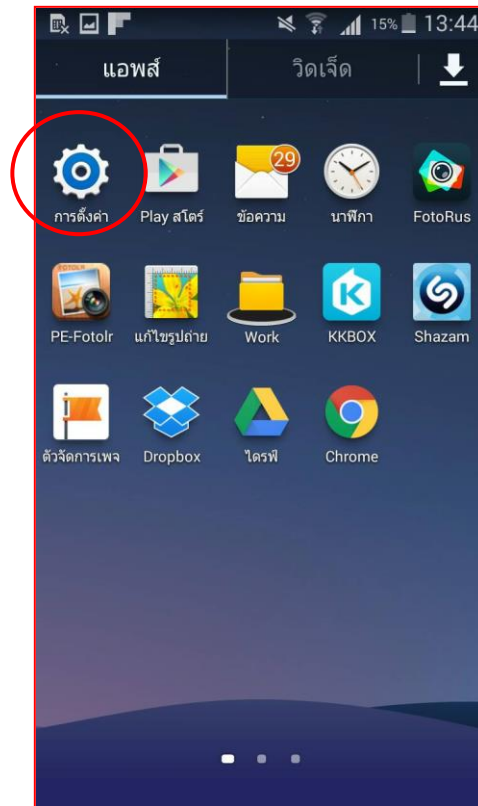 15% 13:44
แอพส์ วิดเจ็ด
29
การตั้งค่า Play สโตร์ ข้อความ นาฬิกา FotoRus
FOTOLR
PE-Fotolr แก้ไขรูปถ่าย Work KKBOX Shazam
ตัวจัดการเพจ Dropbox ไดรฟ์ Chrome